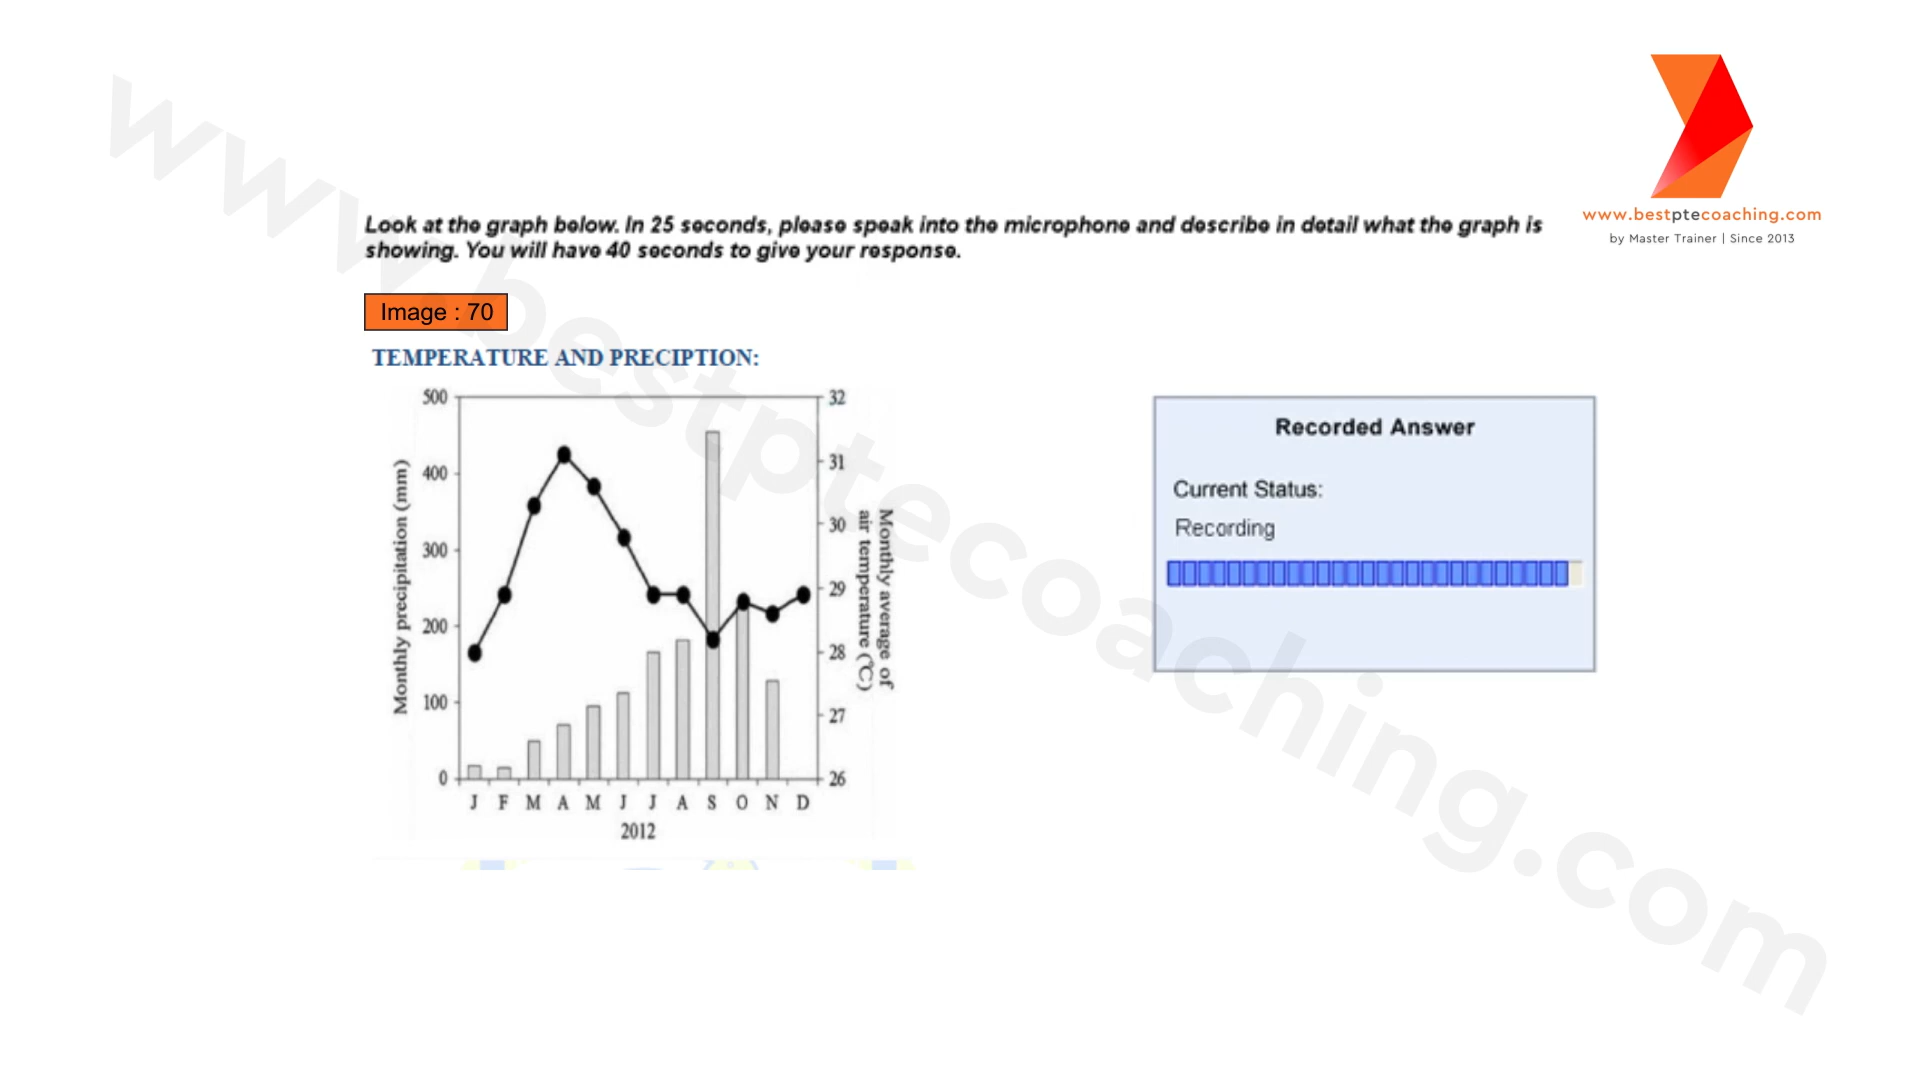 www.bestptecoaching.com
by Master Trainer | Since 2013
Look at the graph below. In 25 seconds, please speak into the microphone and describe in detail what the graph is
showing. You will have 40 seconds to give your response.
Image : 70
TEMPERATURE AND PRECIPTION:
Monthly precipitation (mm)
500
400
300
200
100
0
32
31
30
29
28
27
26
Monthly average of
air temperature (℃)
J F M A M J J A S O N D
2012
Recorded Answer
Current Status:
Recording
www.bestptecoaching.com